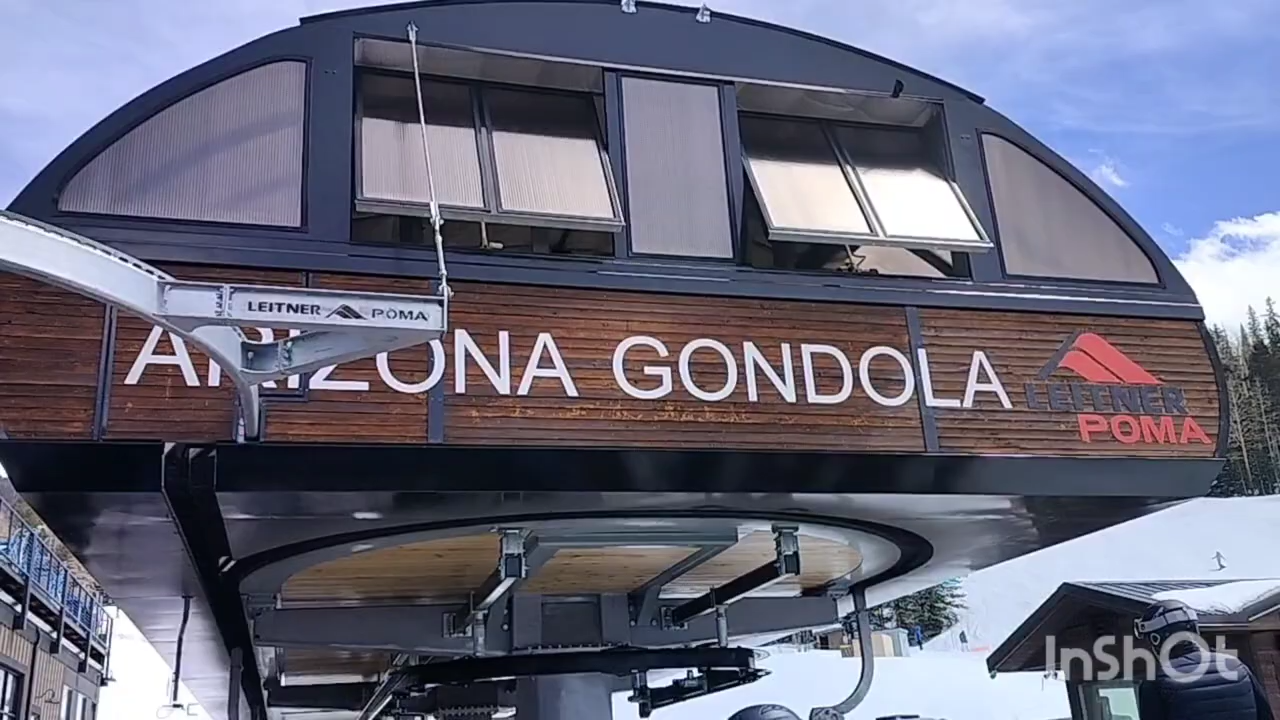 LEITNER POMA
ARIZONA GONDOLA
LEITNER
POMA
InShOt